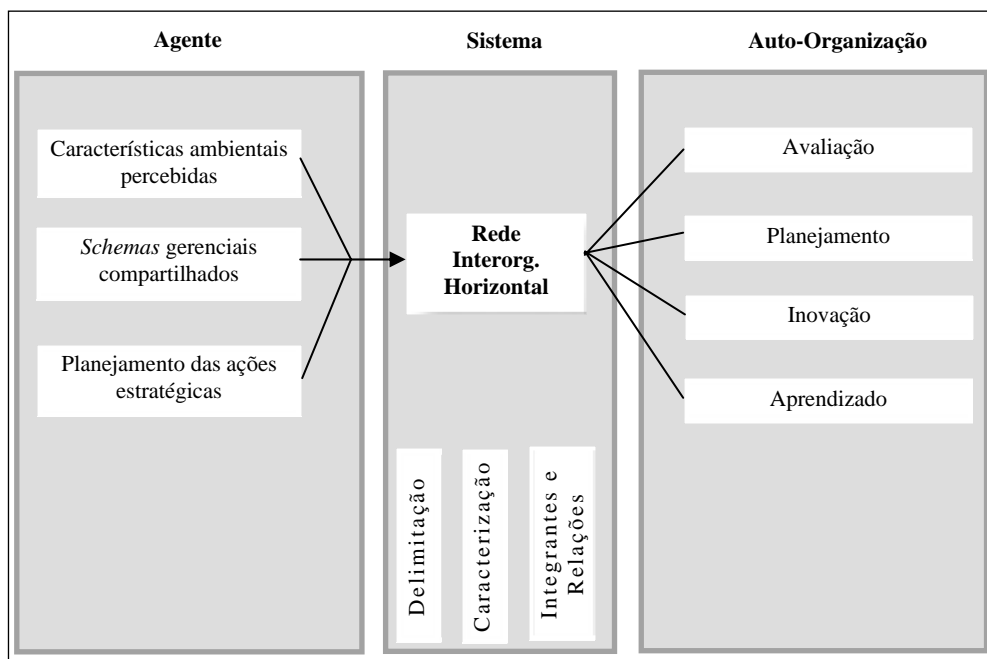 Agente
Sistema
Auto-Organização
Características ambientais
percebidas
Schemas gerenciais
compartilhados
Planejamento das ações
estratégicas
Rede
Interorg.
Horizontal
Delimitação
Caracterização
Integrantes e
Relações
Avaliação
Planejamento
Inovação
Aprendizado